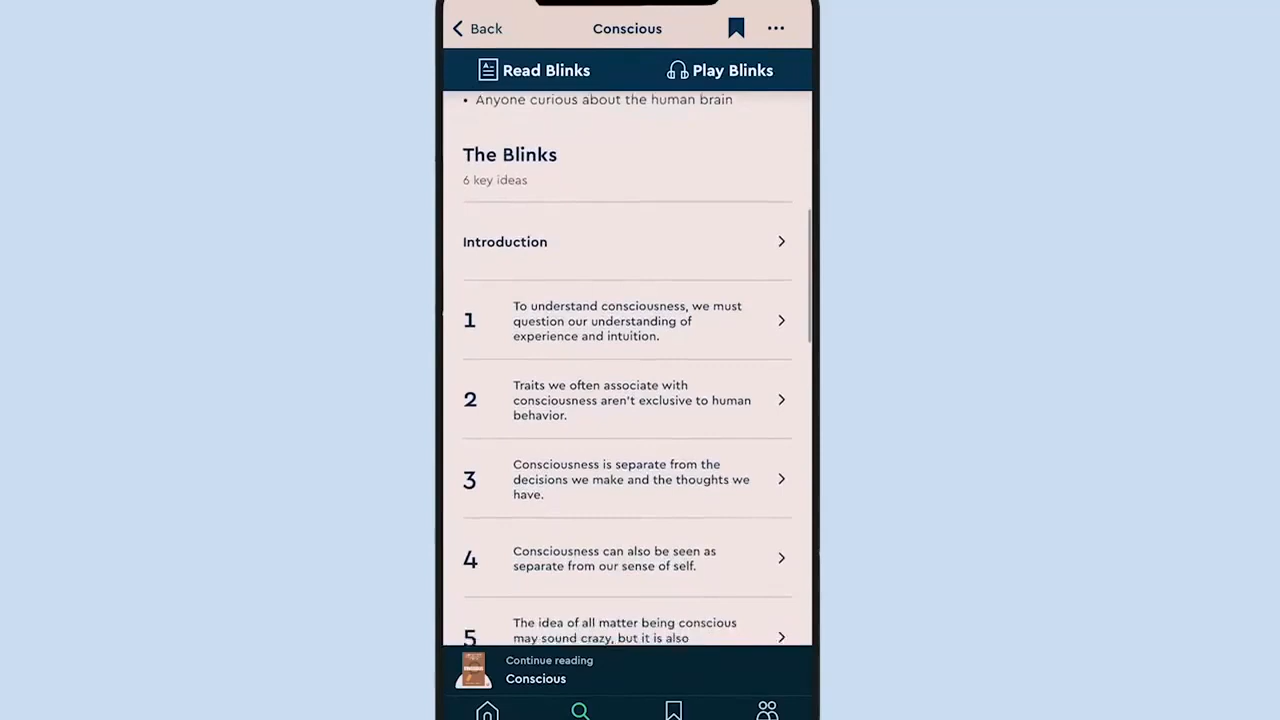 Back
Conscious
Read Blinks
Play Blinks
• Anyone curious about the human brain
The Blinks
6 key ideas
Introduction
1
To understand consciousness, we must
question our understanding of
experience and intuition.
2
Traits we often associate with
consciousness aren't exclusive to human
behavior.
3
Consciousness is separate from the
decisions we make and the thoughts we
have.
4
Consciousness can also be seen as
separate from our sense of self.
5
The idea of all matter being conscious
may sound crazy, but it is also
Continue reading
Conscious